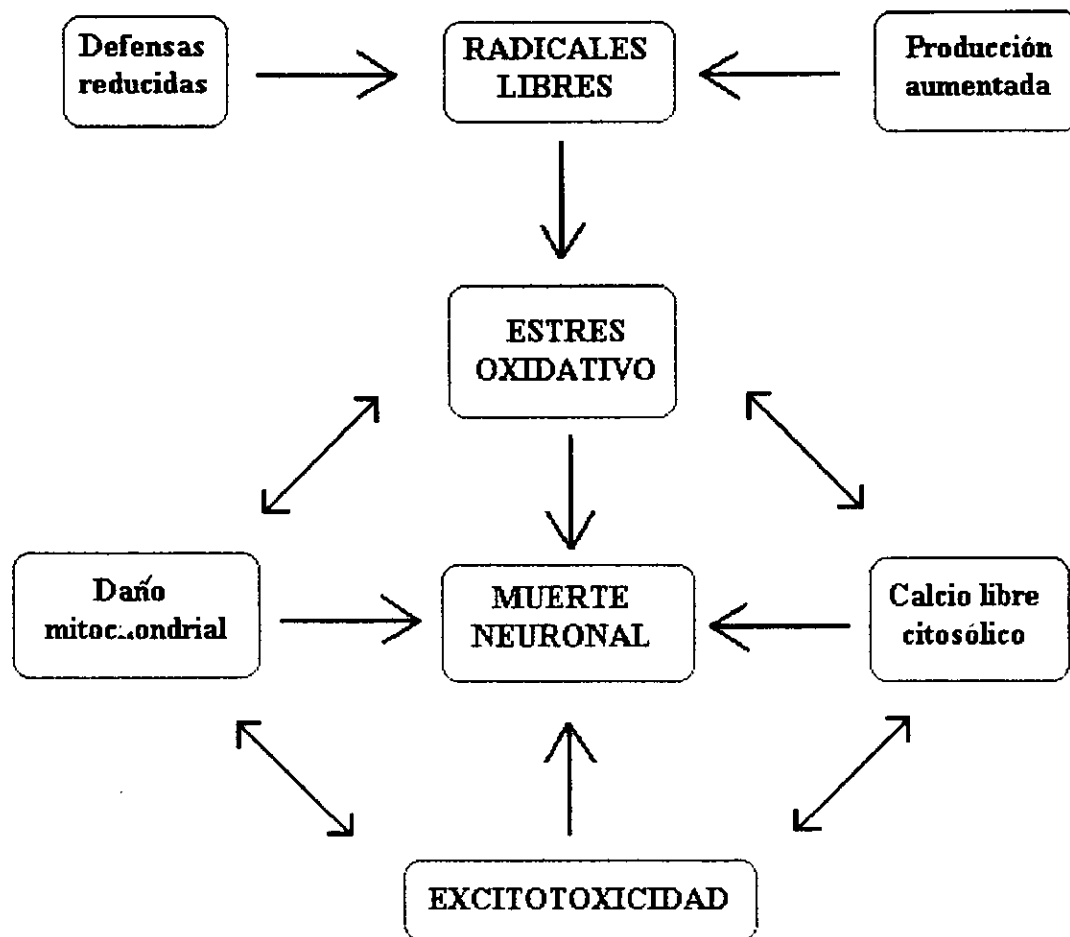 Defensas
reducidas
RADICALES
LIBRES
Producción
aumentada
ESTRES
OXIDATIVO
Daño
MUERTE
NEURONAL
Calcio libre
citosólico
EXCITOTOXICIDAD